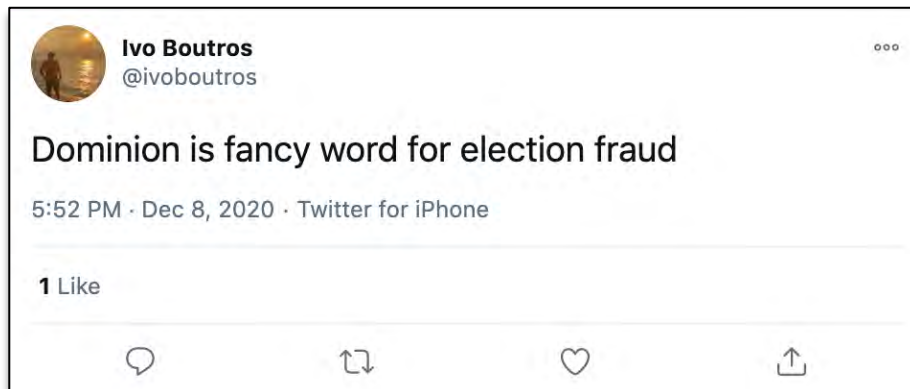 Ivo Boutros
@ivoboutros
Dominion is fancy word for election fraud
5:52 PM · Dec 8, 2020 · Twitter for iPhone
1 Like